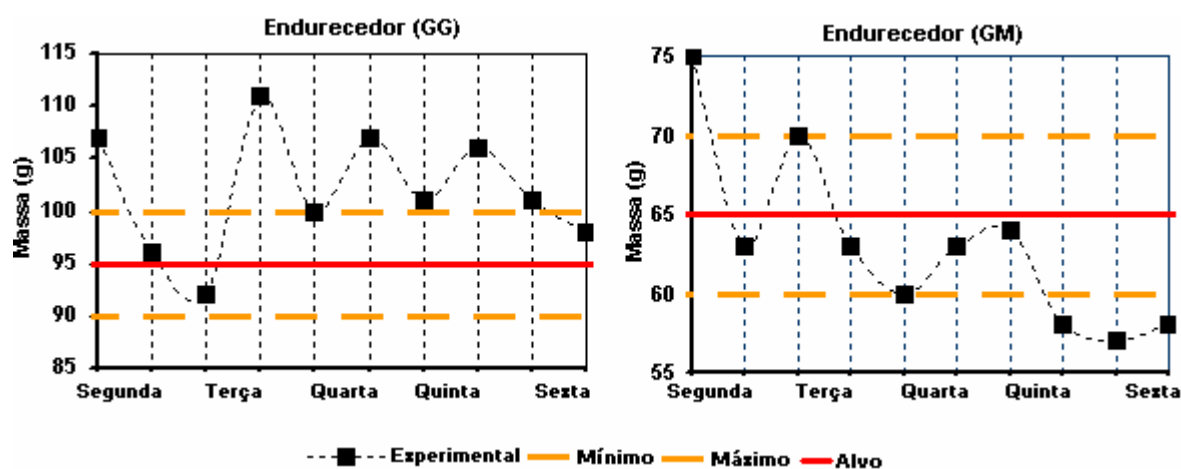 Endurecedor (GG)
Massa (g)
115
110
105
100
95
90
85
Segunda Terça Quarta Quinta Sexta
Endurecedor (GM)
Massa (g)
75
70
65
60
55
Segunda Terça Quarta Quinta Sexta
Experimental Mínimo Mázimo Alvo